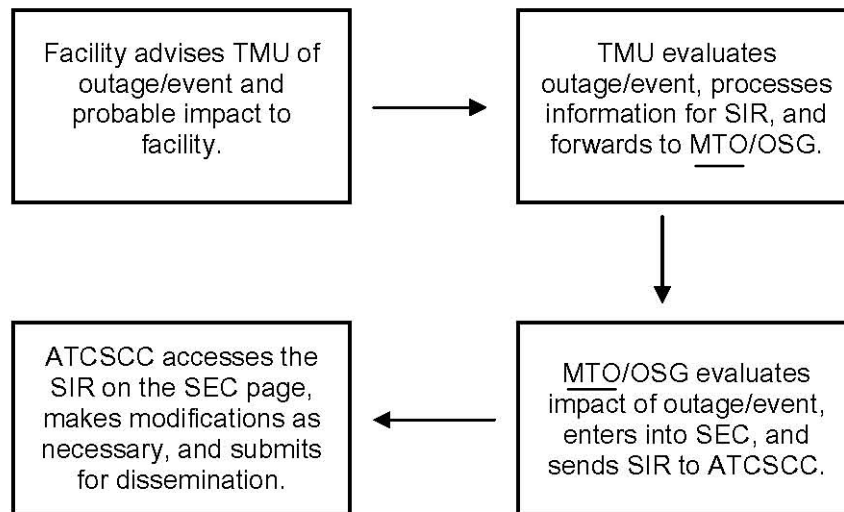 Facility advises TMU of
outage/event and
probable impact to
facility.
TMU evaluates
outage/event, processes
information for SIR, and
forwards to MTO/OSG.
MTO/OSG evaluates
impact of outage/event,
enters into SEC, and
sends SIR to ATCSCC.
ATCSCC accesses the
SIR on the SEC page,
makes modifications as
necessary, and submits
for dissemination.